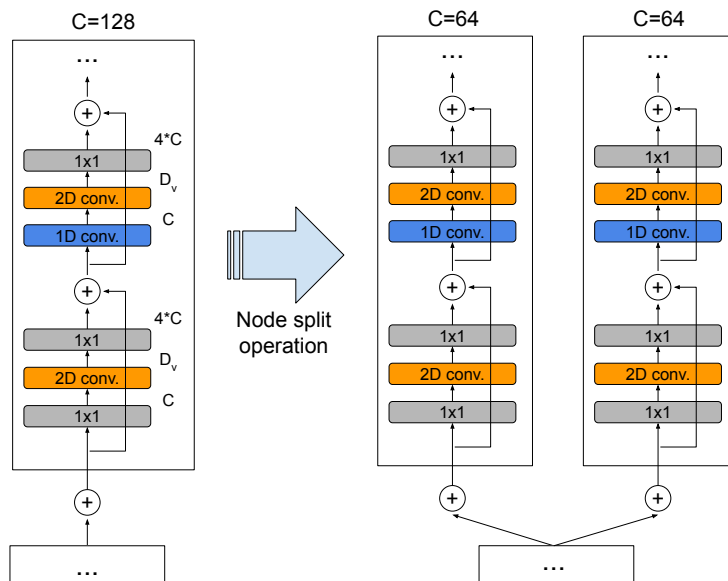 C=128
...
+
4*C
1x1
D_v
2D conv.
C
1D conv.
+
4*C
1x1
D_v
2D conv.
C
1x1
+
...
Node split
operation
C=64
...
+
1x1
2D conv.
1D conv.
+
1x1
2D conv.
1x1
+
C=64
...
+
1x1
2D conv.
1D conv.
+
1x1
2D conv.
1x1
+
...